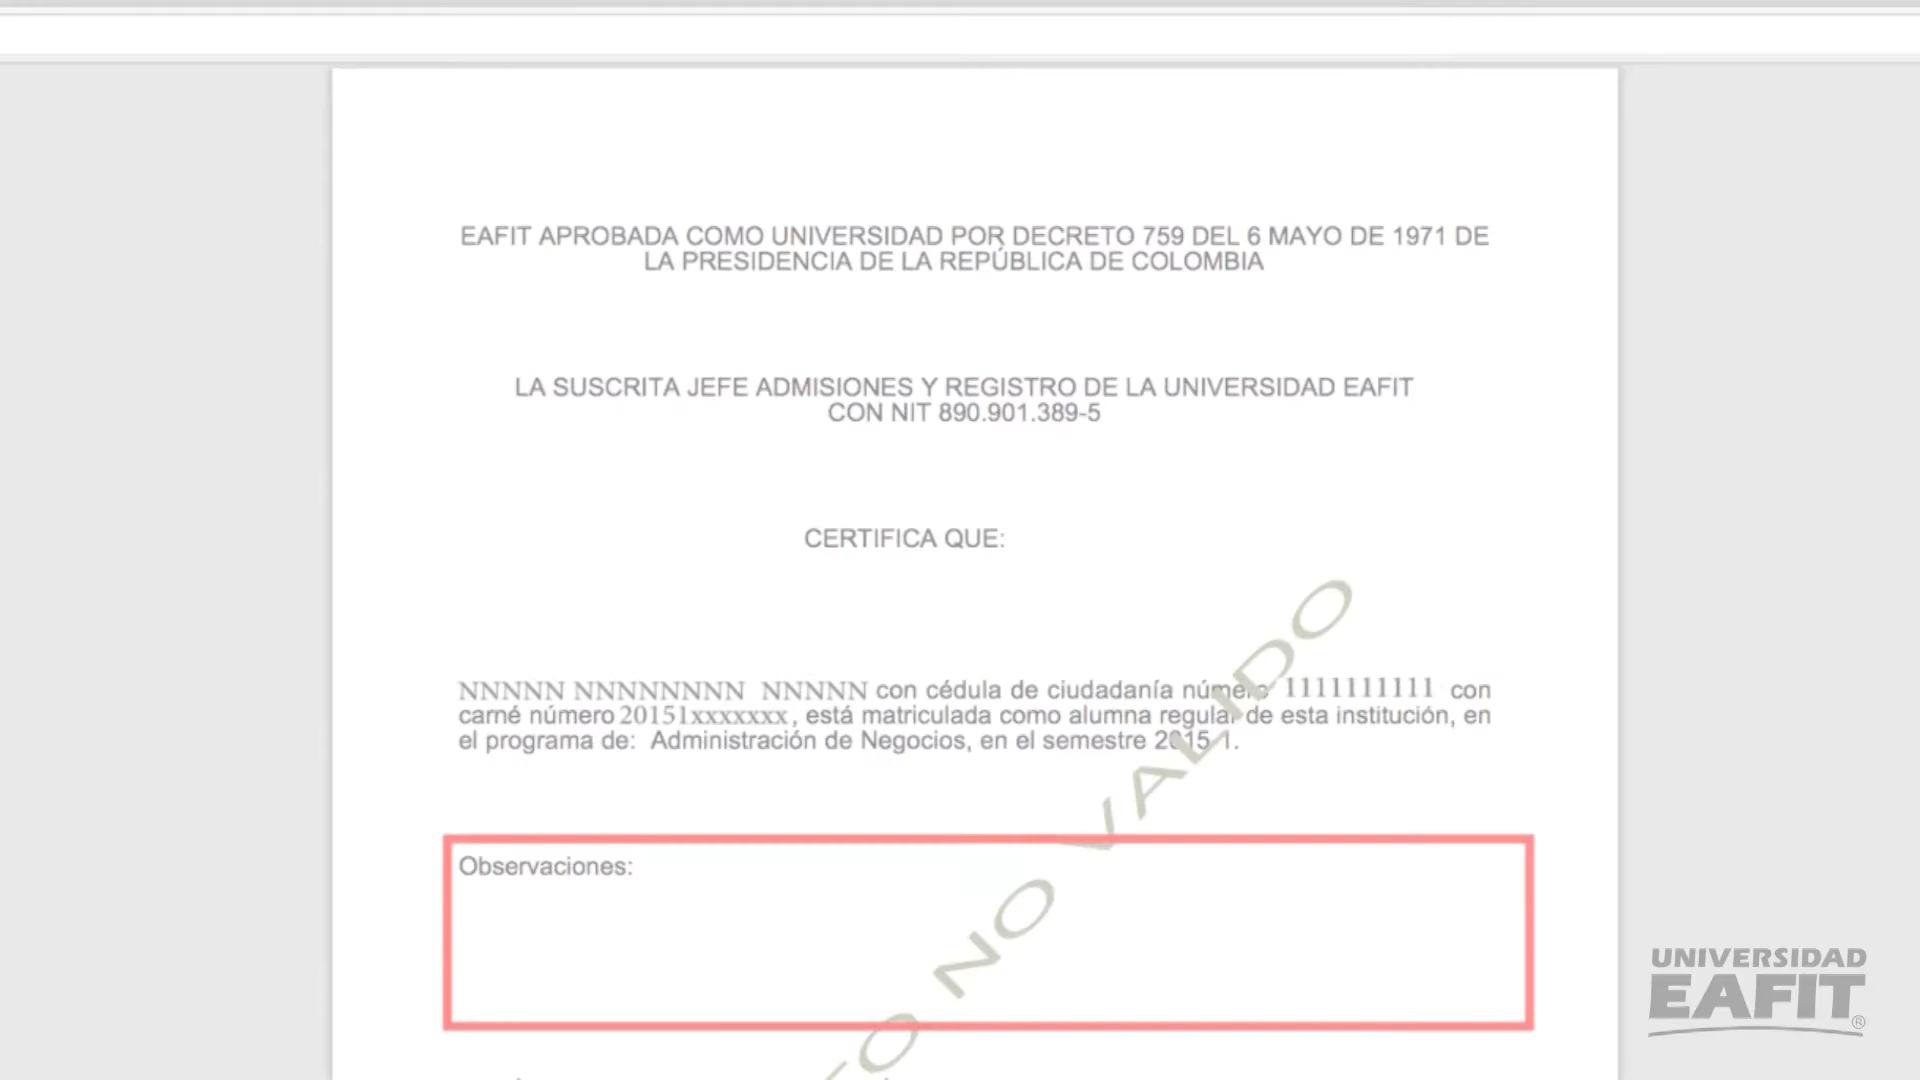 EAFIT APROBADA COMO UNIVERSIDAD POR DECRETO 759 DEL 6 MAYO DE 1971 DE
LA PRESIDENCIA DE LA REPÚBLICA DE COLOMBIA
LA SUSCRITA JEFE ADMISIONES Y REGISTRO DE LA UNIVERSIDAD EAFIT
CON NIT 890.901.389-5
CERTIFICA QUE:
NNNNN NNNNNNNN NNNNN con cédula de ciudadanía número 1111111111 con
carné número 20151xxxxxxx, está matriculada como alumna regular de esta institución, en
el programa de: Administración de Negocios, en el semestre 2015-1.
Observaciones:
NO VALIDO
UNIVERSIDAD
EAFIT®